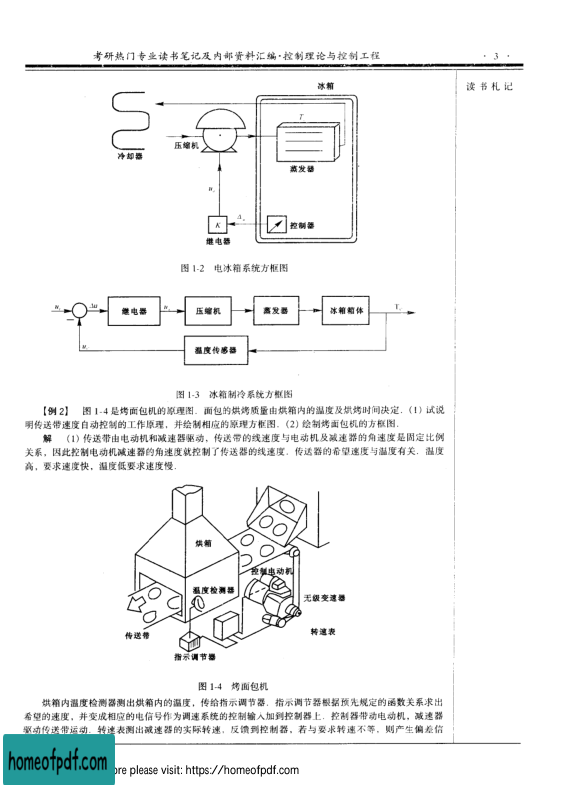 考研热门专业读书笔记及内部资料汇编·控制理论与控制工程 · 3 ·
读书札记
冰箱
T
压缩机
冷却器
蒸发器
K
控制器
继电器
图 1-2 电冰箱系统方框图
Δu
继电器
压缩机
蒸发器
冰箱箱体
温度传感器
图 1-3 冰箱制冷系统方框图
【例 2】 图 1-4 是烤面包机的原理图. 面包的烘烤质量由烘箱内的温度及烘烤时间决定. (1) 试说
明传送带速度自动控制的工作原理, 并绘制相应的原理方框图. (2) 绘制烤面包机的方框图.
解 (1) 传送带由电动机和减速器驱动, 传送带的线速度与电动机及减速器的角速度是固定比例
关系, 因此控制电动机减速器的角速度就控制了传送器的线速度. 传送器的希望速度与温度有关. 温度
高, 要求速度快, 温度低要求速度慢.
烘箱
控制电动机
温度检测器
无级变速器
传送带
转速表
指示调节器
图 1-4 烤面包机
烘箱内温度检测器测出烘箱内的温度, 传给指示调节器. 指示调节器根据预先规定的函数关系求出
希望的速度, 并变成相应的电信号作为调速系统的控制输入加到控制器上. 控制器带动电动机, 减速器
驱动传送带运动. 转速表测出减速器的实际转速, 反馈到控制器, 若与要求转速不等, 则产生偏差信
homeofpdf.com
ore please visit: https://homeofpdf.com